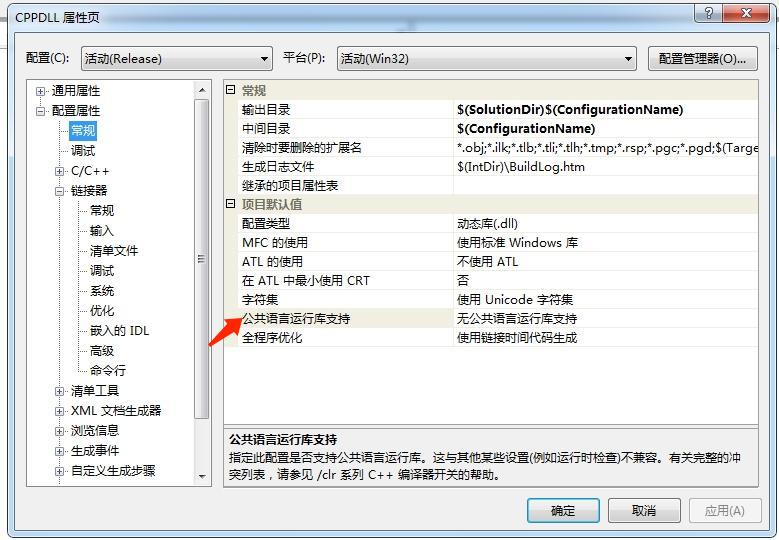 CPPDLL 属性页
配置(C): 活动(Release) 平台(P): 活动(Win32) 配置管理器(O)...
通用属性
配置属性
常规
调试
C/C++
链接器
常规
输入
清单文件
调试
系统
优化
嵌入的 IDL
高级
命令行
清单工具
XML 文档生成器
浏览信息
生成事件
自定义生成步骤
常规
输出目录 $(SolutionDir)$(ConfigurationName)
中间目录 $(ConfigurationName)
清除时要删除的扩展名 *.obj;*.ilk;*.tlb;*.tli;*.tlh;*.tmp;*.rsp;*.pgc;*.pgd;$(Targe
生成日志文件 $(IntDir)\BuildLog.htm
继承的项目属性表
项目默认值
配置类型 动态库(.dll)
MFC 的使用 使用标准 Windows 库
ATL 的使用 不使用 ATL
在 ATL 中最小使用 CRT 否
字符集 使用 Unicode 字符集
公共语言运行库支持 无公共语言运行库支持
全程序优化 使用链接时间代码生成
公共语言运行库支持
指定此配置是否支持公共语言运行库。这与其他某些设置(例如运行时检查)不兼容。有关完整的冲
突列表，请参见 /clr 系列 C++ 编译器开关的帮助。
确定 取消 应用(A)